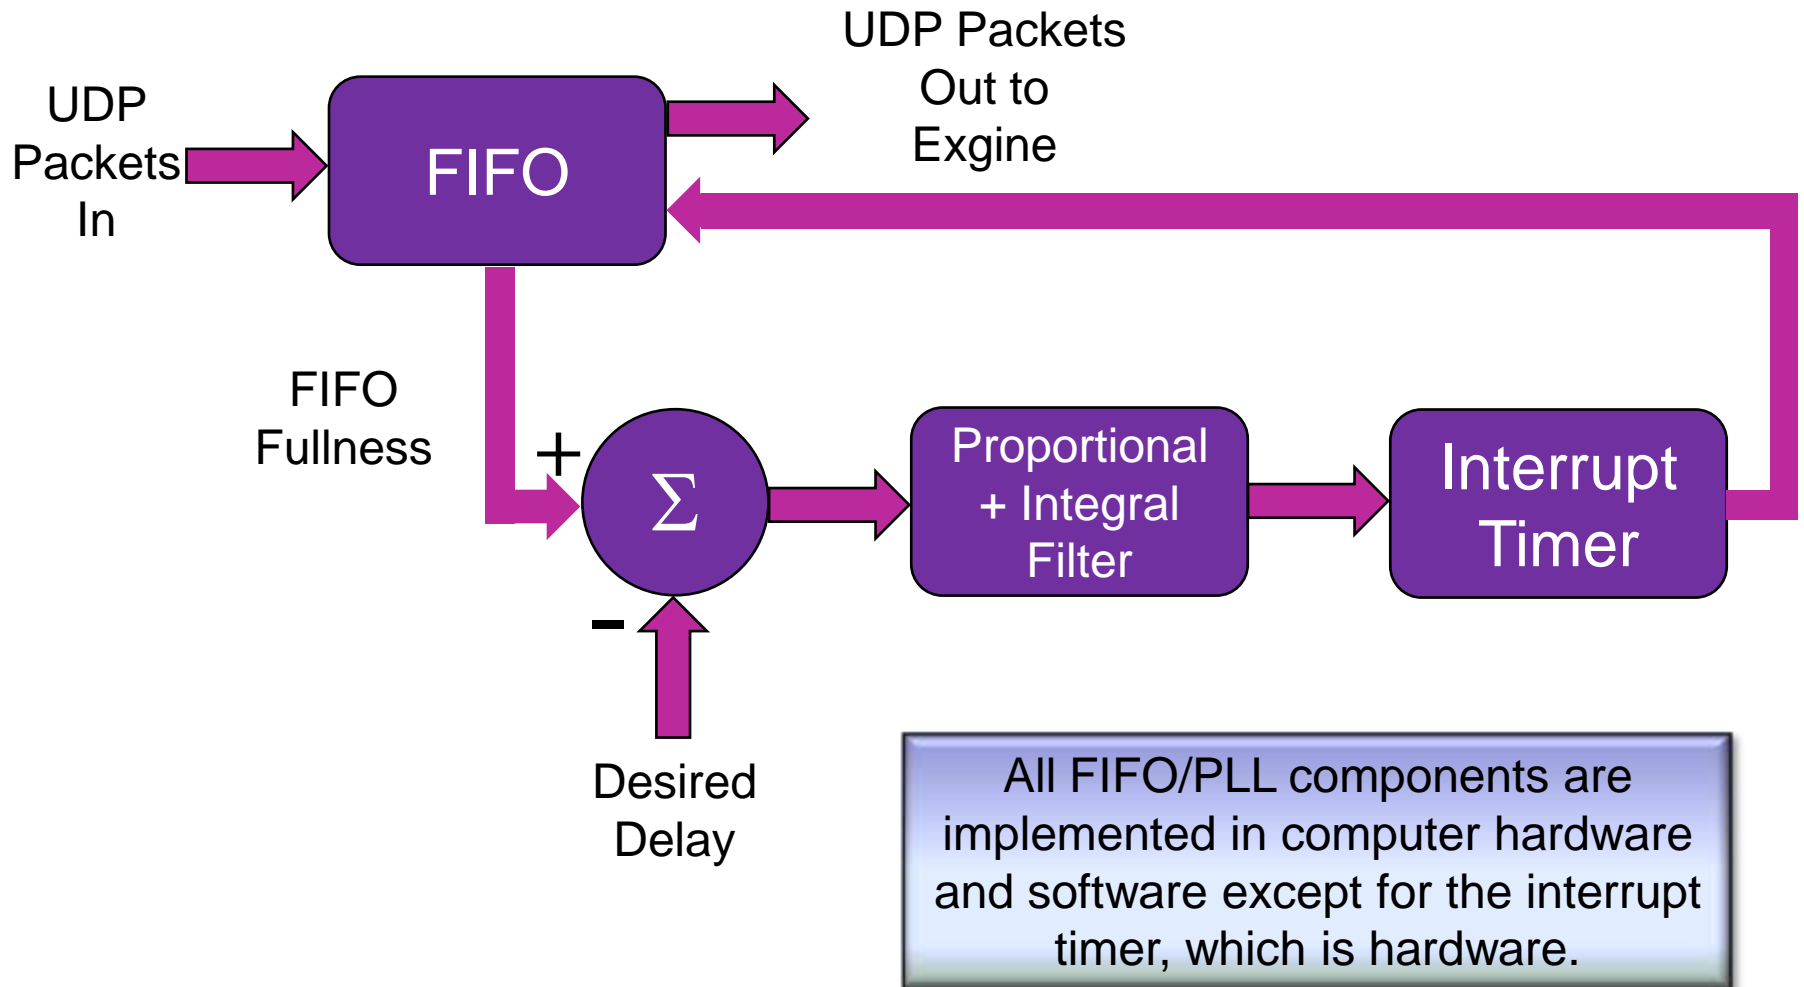 UDP Packets
Out to
Exgine
UDP
Packets
In
FIFO
FIFO
Fullness
+
Σ
-
Proportional
+ Integral
Filter
Interrupt
Timer
Desired
Delay
All FIFO/PLL components are
implemented in computer hardware
and software except for the interrupt
timer, which is hardware.